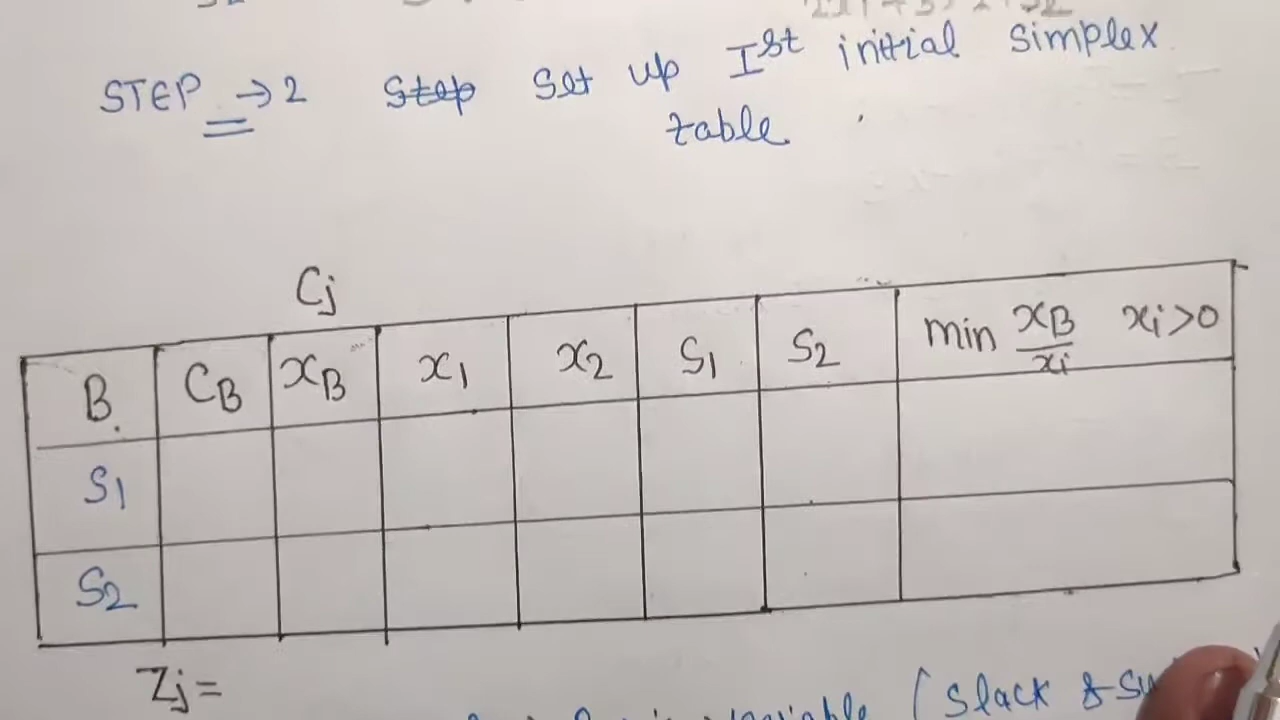 STEP → 2 Step Set up Ist initial simplex
table
Cj
B. CB xB x1 x2 S1 S2 min xB/xi xi>0
S1
S2
Zj =
variable (Slack &